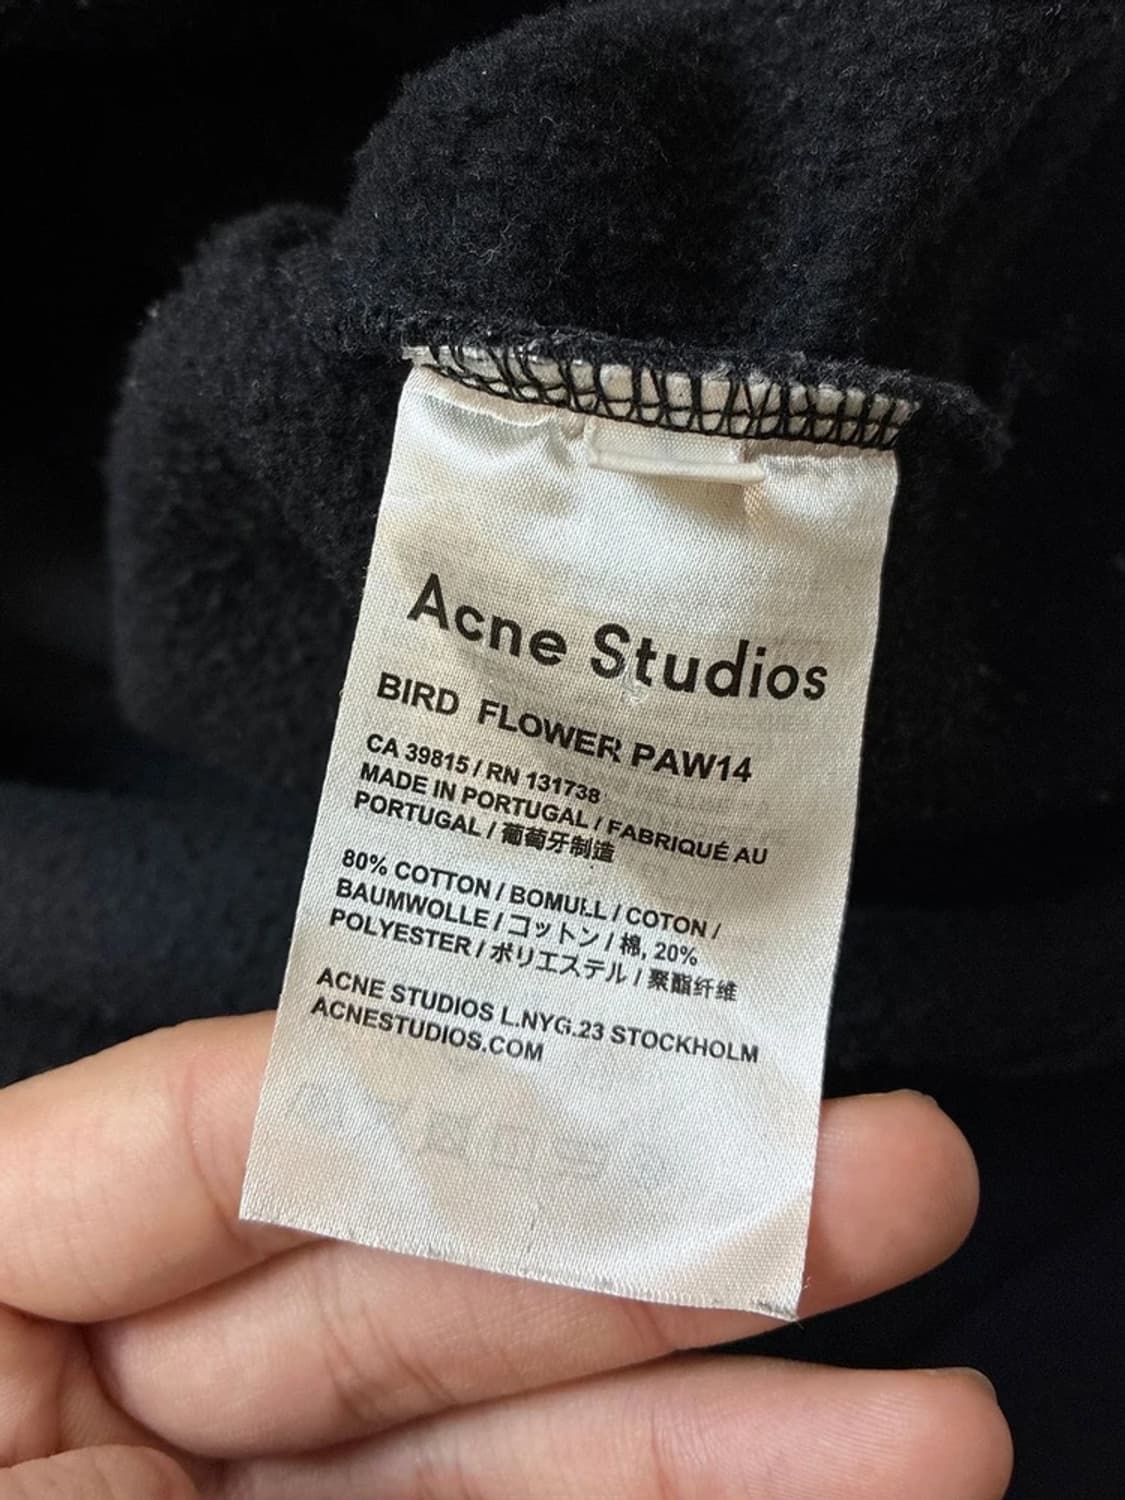 Acne Studios
BIRD FLOWER PAW14
CA 39815 / RN 131738
MADE IN PORTUGAL / FABRIQUÉ AU
PORTUGAL / 葡萄牙制造
80% COTTON / BOMULL / COTON /
BAUMWOLLE / コットン / 棉, 20%
POLYESTER / ポリエステル / 聚酯纤维
ACNE STUDIOS L.NYG.23 STOCKHOLM
ACNESTUDIOS.COM